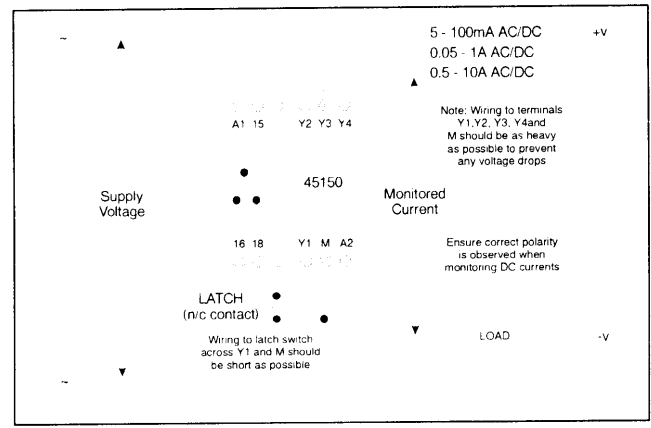 ~
5 - 100mA AC/DC
+V
0.05 - 1A AC/DC
0.5 - 10A AC/DC
Note: Wiring to terminals
Y1,Y2, Y3, Y4and
M should be as heavy
as possible to prevent
any voltage drops
A1 15 Y2 Y3 Y4
45150
Supply
Voltage
Monitored
Current
16 18 Y1 M A2
Ensure correct polarity
is observed when
monitoring DC currents
LATCH
(n/c contact)
Wiring to latch switch
across Y1 and M should
be short as possible
LOAD
-V
~